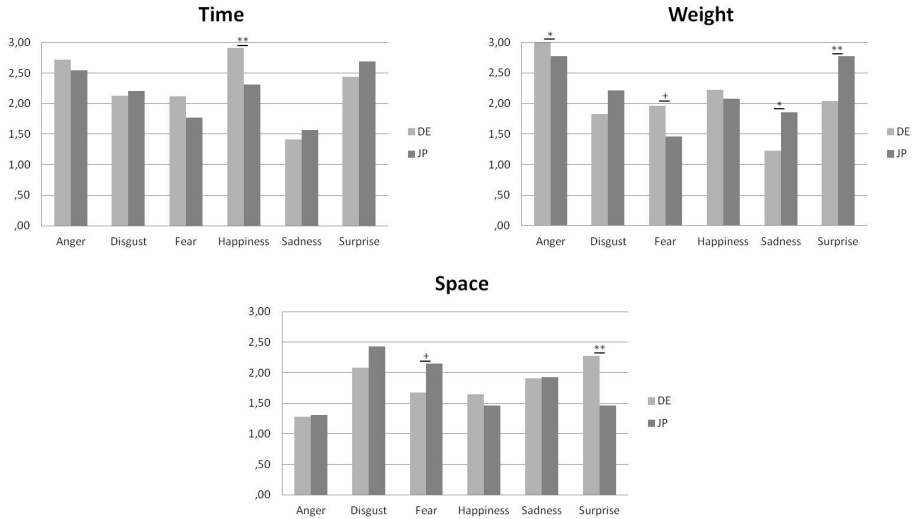 Time
**
3,00
2,50
2,00
1,50
1,00
,50
,00
DE
JP
Anger Disgust Fear Happiness Sadness Surprise
Weight
* + * **
3,00
2,50
2,00
1,50
1,00
,50
,00
DE
JP
Anger Disgust Fear Happiness Sadness Surprise
Space
+ **
3,00
2,50
2,00
1,50
1,00
,50
,00
DE
JP
Anger Disgust Fear Happiness Sadness Surprise